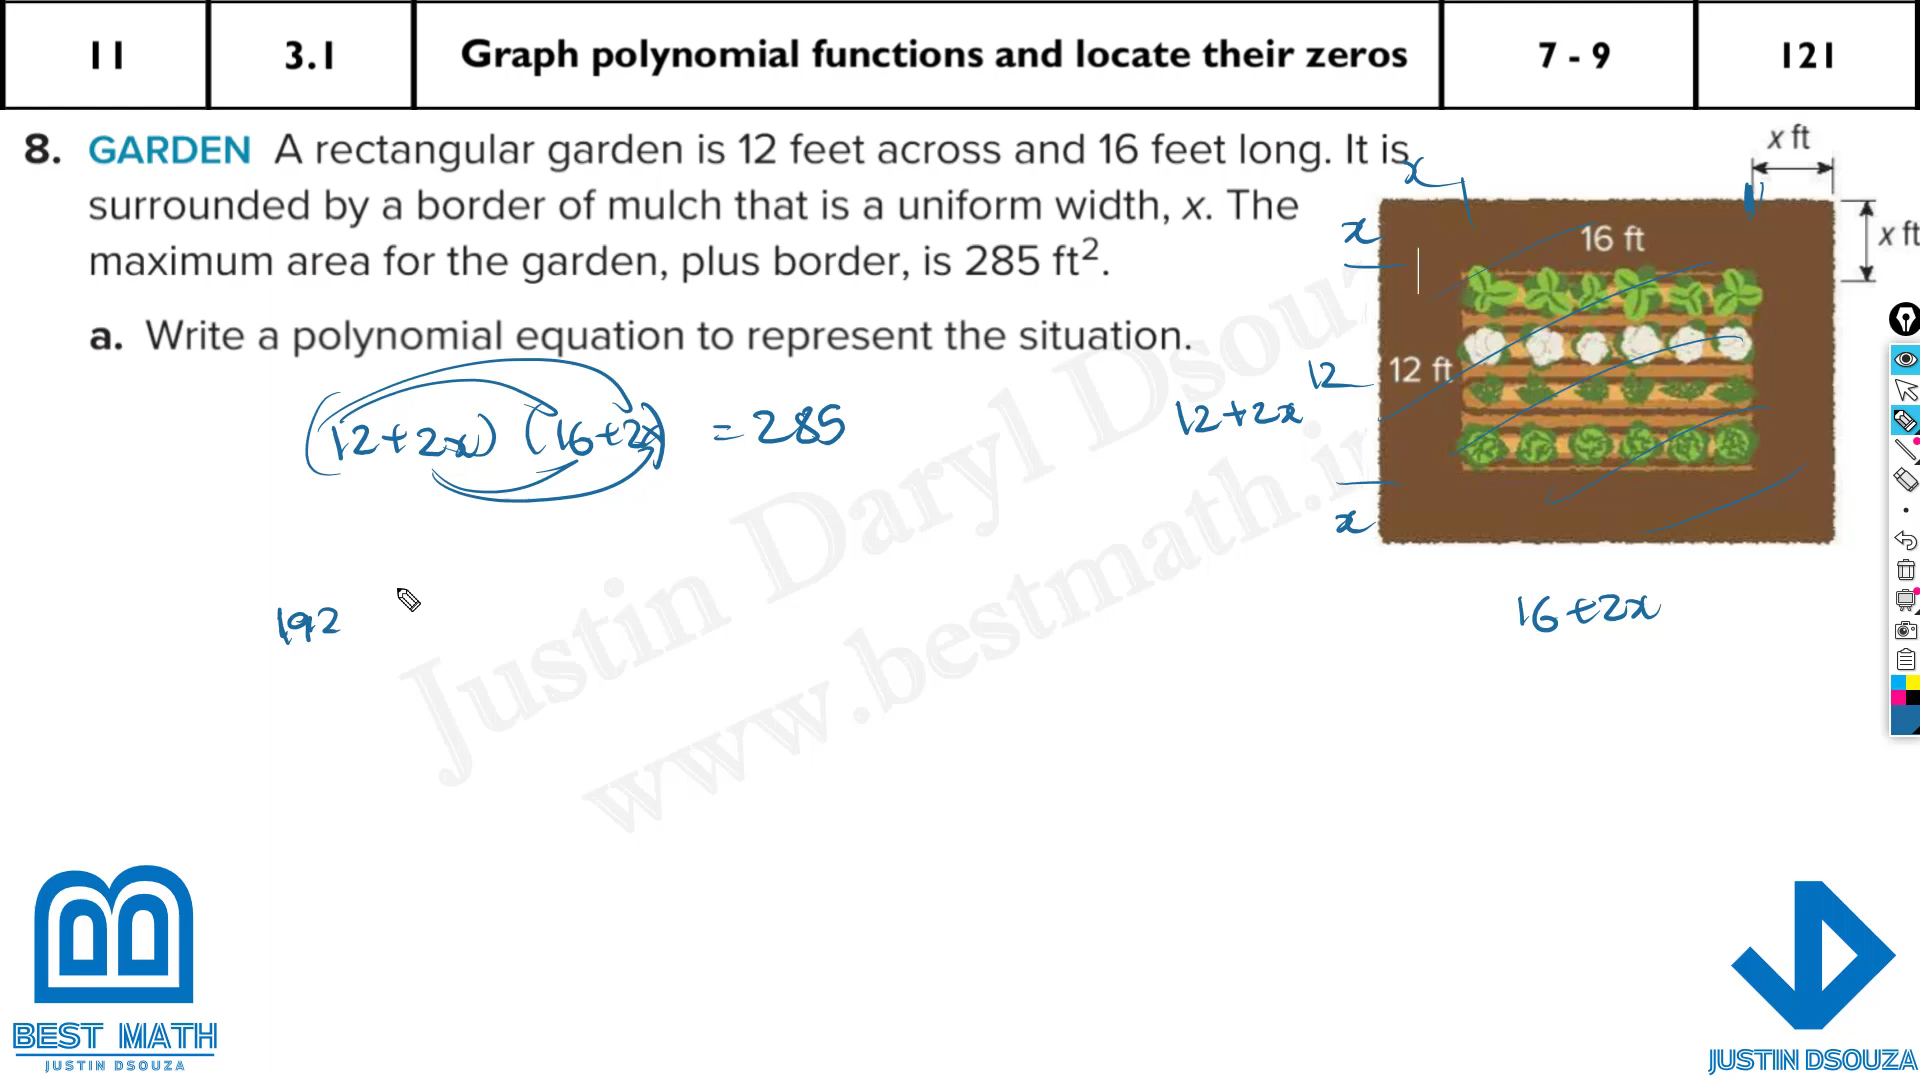 11 3.1 Graph polynomial functions and locate their zeros 7 - 9 121
8. GARDEN A rectangular garden is 12 feet across and 16 feet long. It is
surrounded by a border of mulch that is a uniform width, x. The
maximum area for the garden, plus border, is 285 ft².
a. Write a polynomial equation to represent the situation.
(12+2x) (16+2x) = 285
192
x ft
x ft
x
x
16 ft
12
12 ft
12+2x
x
16+2x
Justin Daryl Dsouza
www.bestmath.i
BEST MATH
JUSTIN DSOUZA
JUSTIN DSOUZA